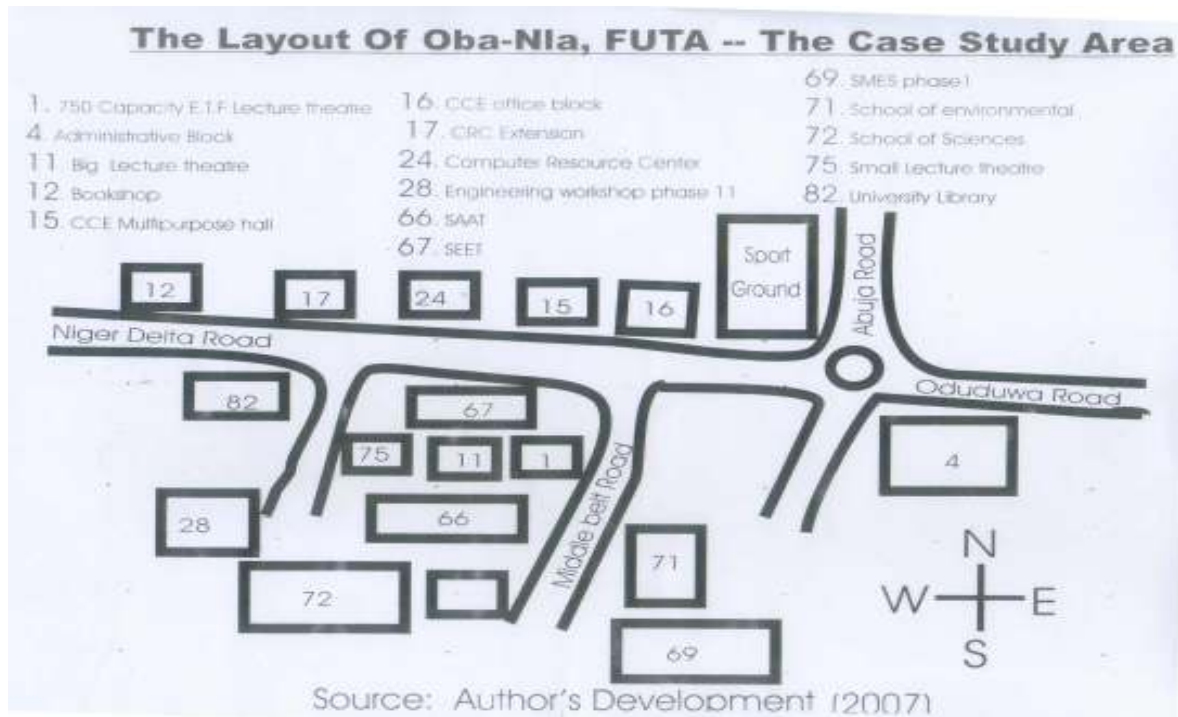 The Layout Of Oba-Nla, FUTA -- The Case Study Area
1. 750 Capacity E.T.F Lecture theatre
4. Administrative Block
11 Big Lecture theatre
12 Bookshop
15. CCE Multipurpose hall
16. CCE office block
17. CRC Extension
24. Computer Resource Center
28. Engineering workshop phase 11
66. SAAT
67. SEET
69. SMES phase I
71. School of environmental
72. School of Sciences
75. Small Lecture theatre
82. University Library
12
17
24
15
16
Sport
Ground
Abuja Road
Niger Delta Road
Oduduwa Road
82
67
75
11
1
4
28
66
Middle belt Road
71
72
69
N
W
E
S
Source: Author's Development (2007)